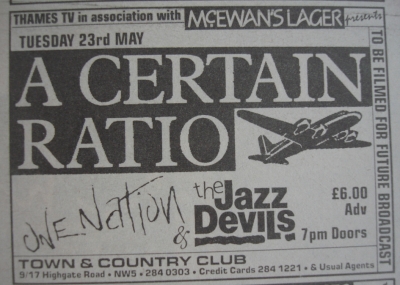 THAMES TV in association with McEWAN'S LAGER presents
TUESDAY 23rd MAY
A CERTAIN
RATIO
ONE NATION
& the Jazz Devils
£6.00
Adv
7pm Doors
TOWN & COUNTRY CLUB
9/17 Highgate Road • NW5 • 284 0303 • Credit Cards 284 1221 • & Usual Agents
TO BE FILMED FOR FUTURE BROADCAST